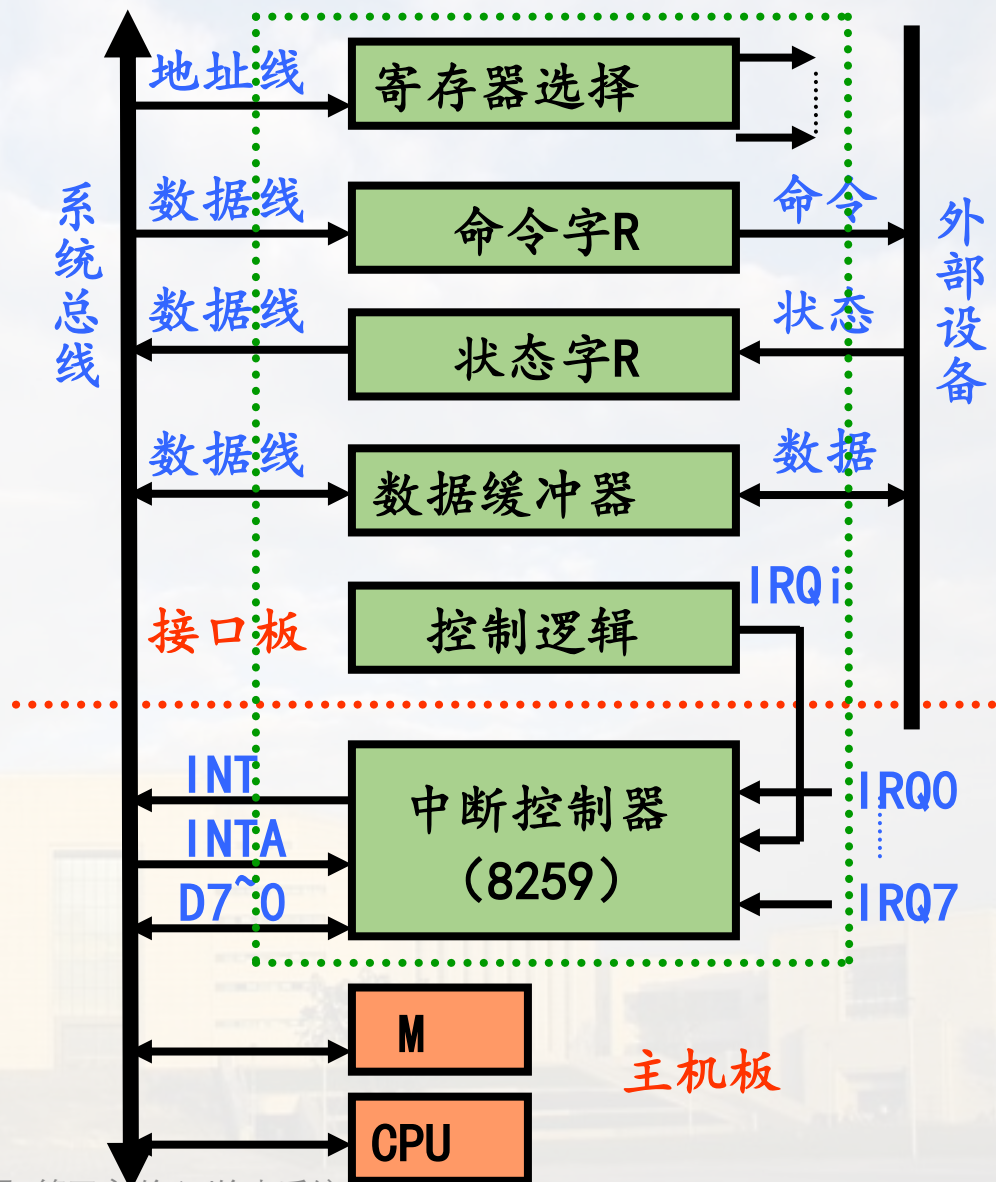 地址线
寄存器选择
系统总线
数据线
命令字R
命令
外部设备
数据线
状态字R
状态
数据线
数据缓冲器
数据
接口板
控制逻辑
IRQi
INT
INTA
D7~0
中断控制器
(8259)
IRQ0
IRQ7
M
主机板
CPU